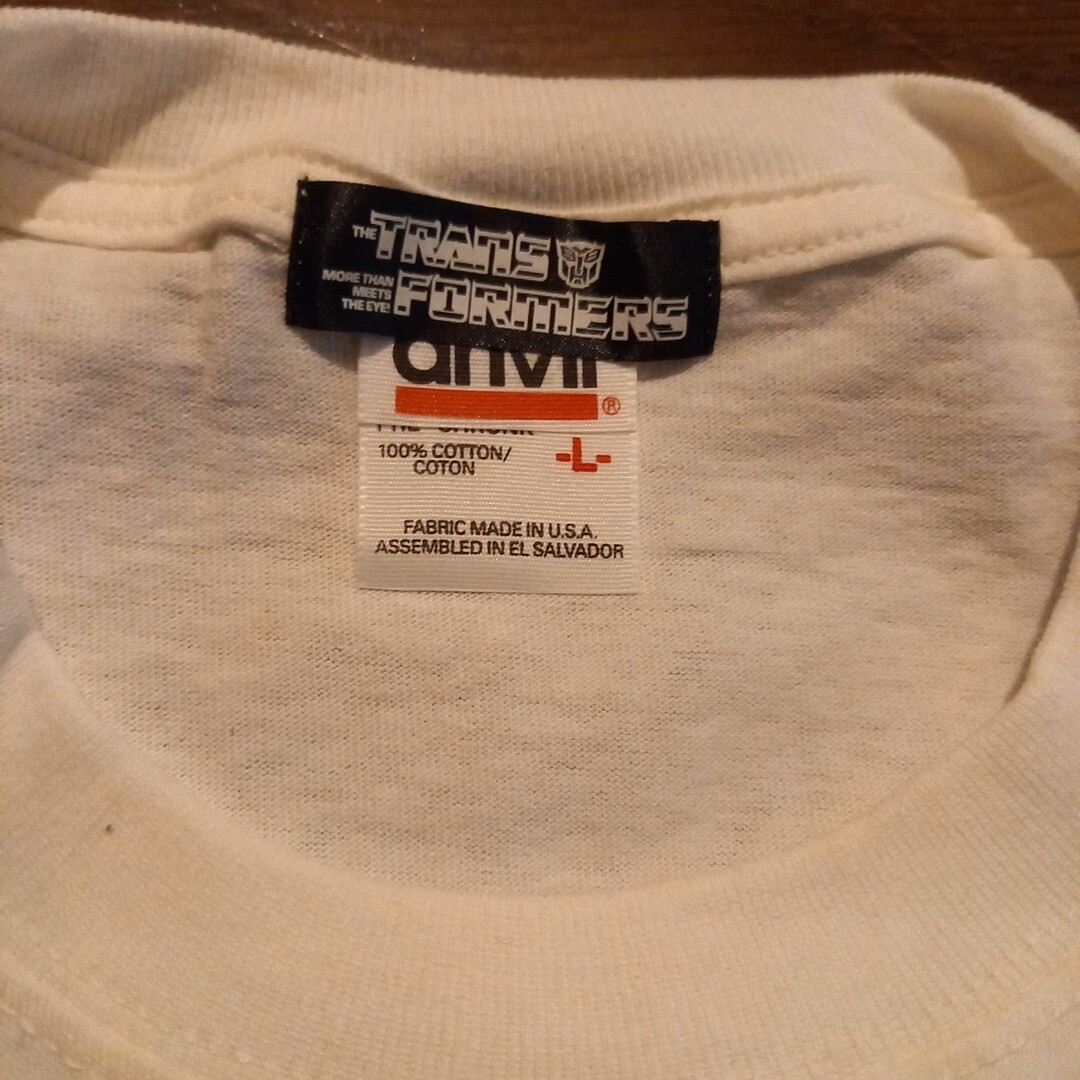 THE TRANS
MORE THAN
MEETS
THE EYE! FORMERS
anvil
®
100% COTTON/
COTON
-L-
FABRIC MADE IN U.S.A.
ASSEMBLED IN EL SALVADOR